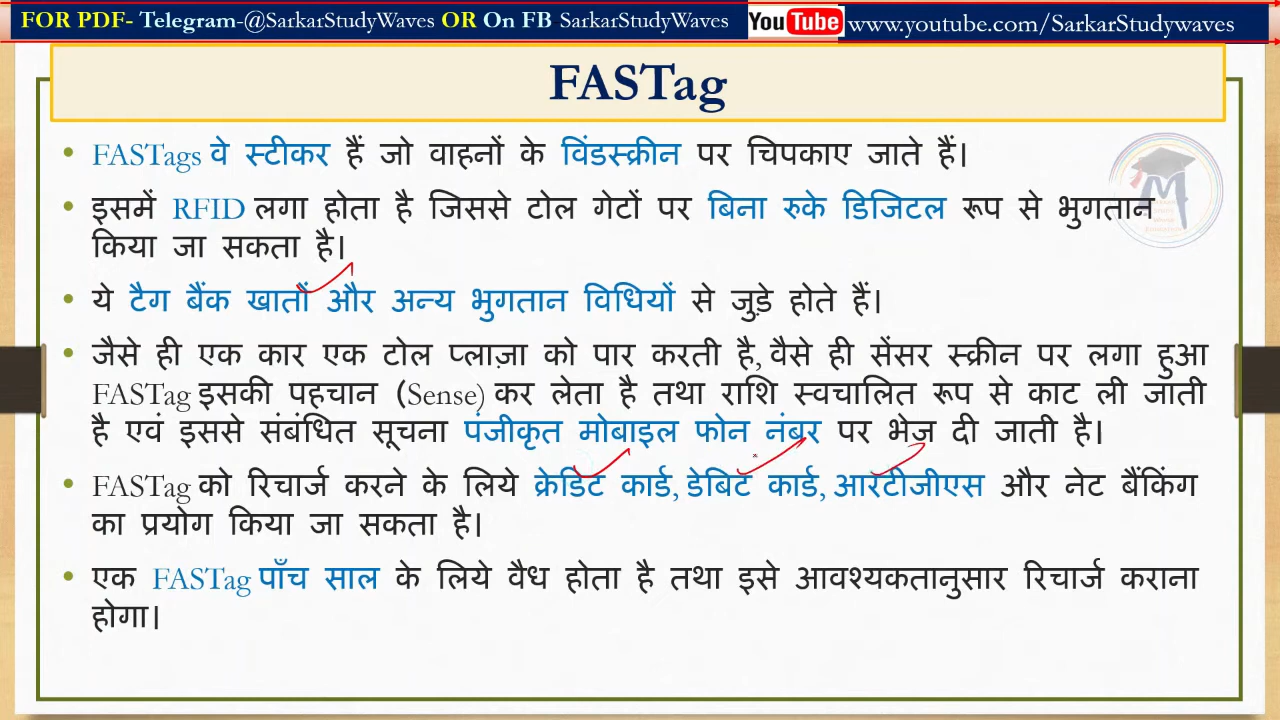 FOR PDF- Telegram-@SarkarStudyWaves OR On FB-SarkarStudyWaves YouTube www.youtube.com/SarkarStudywaves
FASTag
• FASTags वे स्टीकर हैं जो वाहनों के विंडस्क्रीन पर चिपकाए जाते हैं।
• इसमें RFID लगा होता है जिससे टोल गेटों पर बिना रुके डिजिटल रूप से भुगतान
किया जा सकता है।
• ये टैग बैंक खातों और अन्य भुगतान विधियों से जुड़े होते हैं।
• जैसे ही एक कार एक टोल प्लाज़ा को पार करती है, वैसे ही सेंसर स्क्रीन पर लगा हुआ
FASTag इसकी पहचान (Sense) कर लेता है तथा राशि स्वचालित रूप से काट ली जाती
है एवं इससे संबंधित सूचना पंजीकृत मोबाइल फोन नंबर पर भेज दी जाती है।
• FASTag को रिचार्ज करने के लिये क्रेडिट कार्ड, डेबिट कार्ड, आरटीजीएस और नेट बैंकिंग
का प्रयोग किया जा सकता है।
• एक FASTag पाँच साल के लिये वैध होता है तथा इसे आवश्यकतानुसार रिचार्ज कराना
होगा।